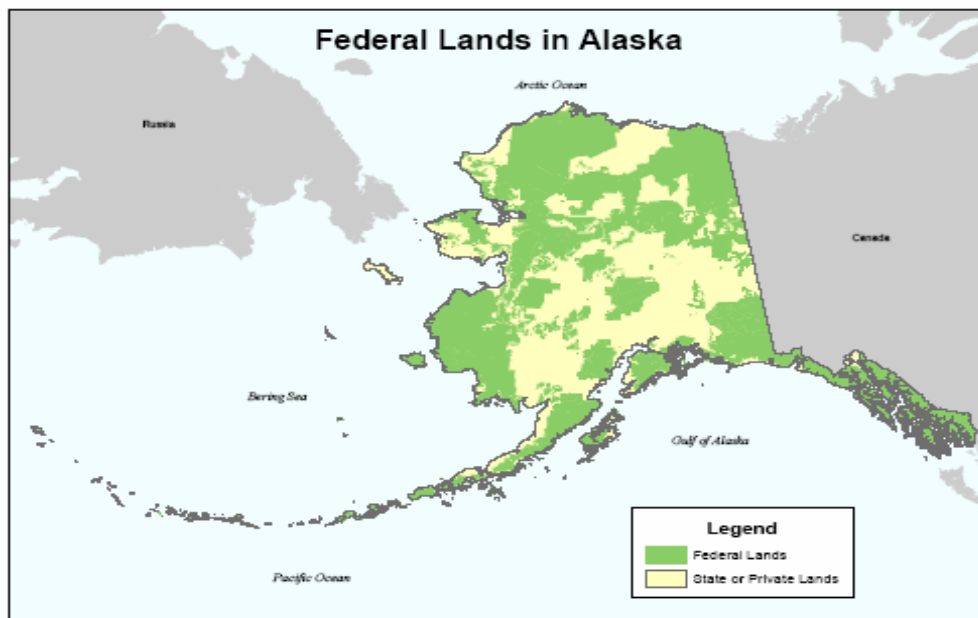 Federal Lands in Alaska
Arctic Ocean
Russia
Canada
Bering Sea
Gulf of Alaska
Legend
Federal Lands
State or Private Lands
Pacific Ocean